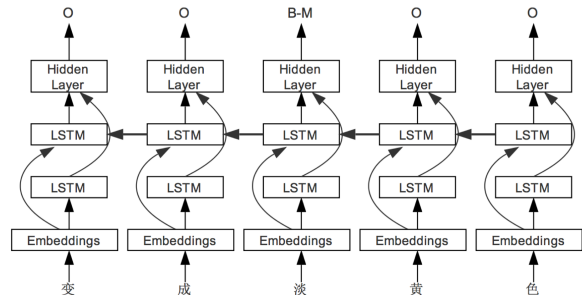 O O B-M O O
Hidden Layer Hidden Layer Hidden Layer Hidden Layer Hidden Layer
LSTM LSTM LSTM LSTM LSTM
LSTM LSTM LSTM LSTM LSTM
Embeddings Embeddings Embeddings Embeddings Embeddings
变 成 淡 黄 色